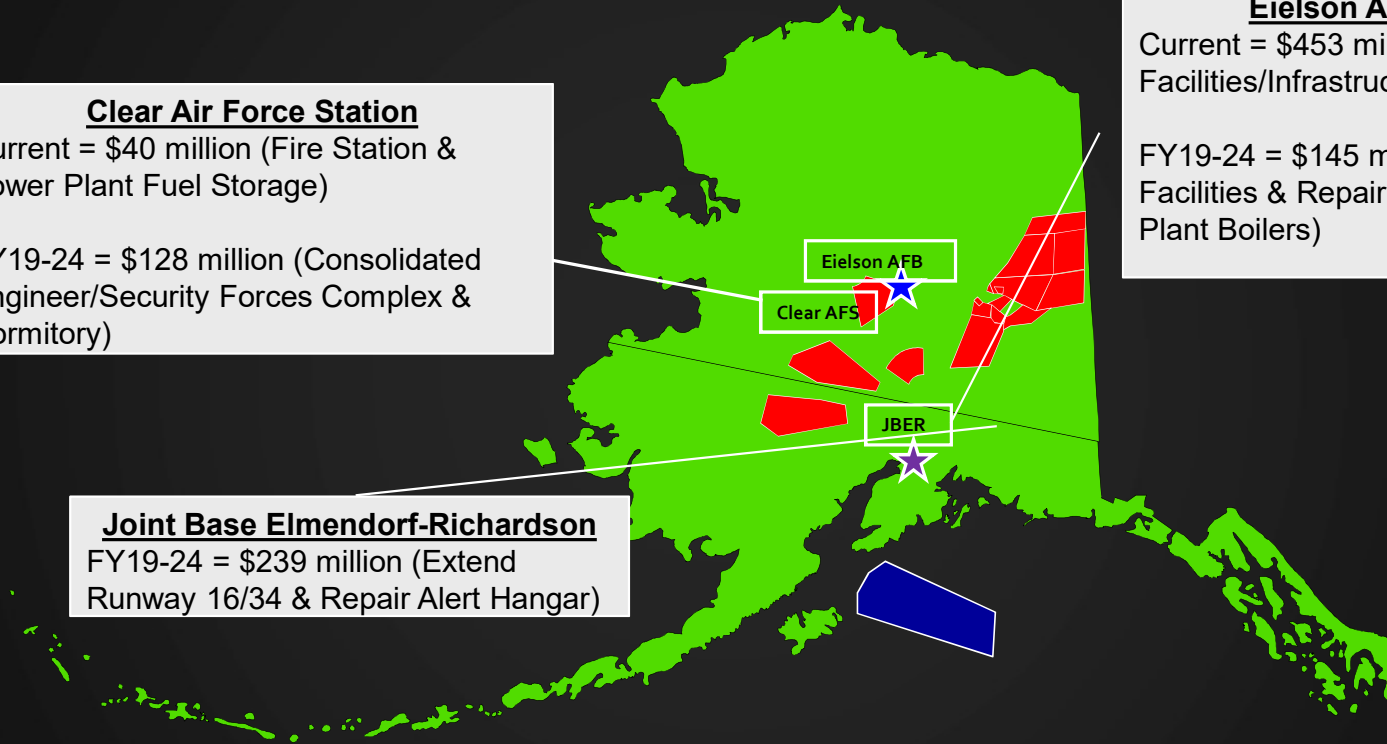 Clear Air Force Station
urrent = $40 million (Fire Station &
ower Plant Fuel Storage)
Y19-24 = $128 million (Consolidated
ngineer/Security Forces Complex &
ormitory)
Eielson A
Current = $453 mi
Facilities/Infrastruc
FY19-24 = $145 m
Facilities & Repair
Plant Boilers)
Eielson AFB
Clear AFS
JBER
Joint Base Elmendorf-Richardson
FY19-24 = $239 million (Extend
Runway 16/34 & Repair Alert Hangar)